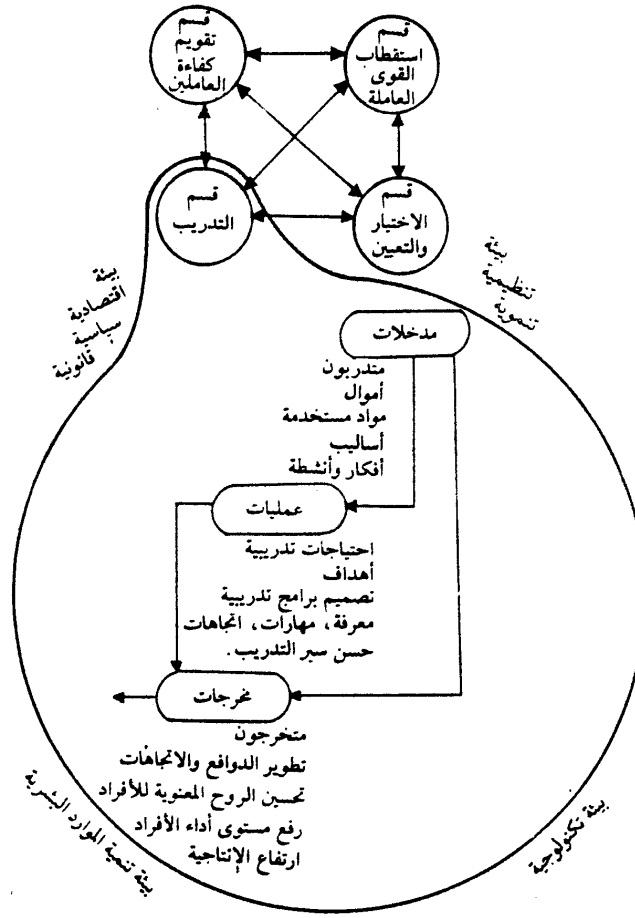 قسم
استقطاب
القوى
العاملة
قسم
تقويم
كفاءة
العاملين
قسم
الاختيار
والتعيين
قسم
التدريب
بيئة
تنظيمية
تنموية
بيئة
اقتصادية
سياسية
قانونية
مدخلات
متدربون
أموال
مواد مستخدمة
أساليب
أفكار وأنشطة
عمليات
احتياجات تدريبية
أهداف
تصميم برامج تدريبية
معرفة، مهارات، اتجاهات
حسن سير التدريب.
مخرجات
متخرجون
تطوير الدوافع والاتجاهات
تحسين الروح المعنوية للأفراد
رفع مستوى أداء الأفراد
ارتفاع الإنتاجية
بيئة تكنولوجية
بيئة تنمية الموارد البشرية